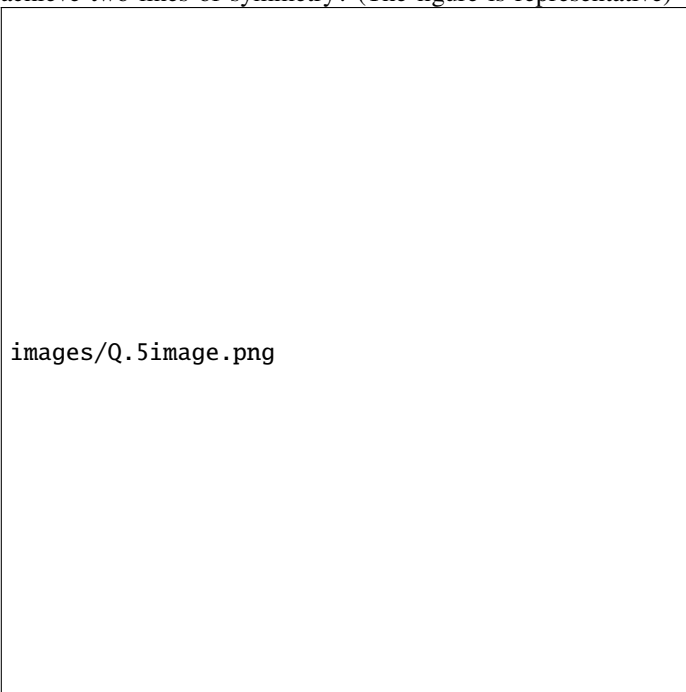 achieve two lines of symmetry? (The figure is representative)
images/Q.5image.png